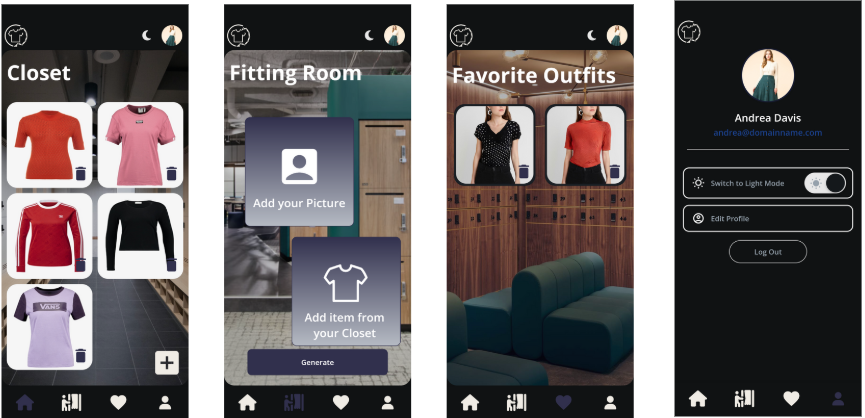 Closet
VANS
Fitting Room
Add your Picture
Add item from
your Closet
Generate
Favorite Outfits
Andrea Davis
andrea@domainname.com
Switch to Light Mode
Edit Profile
Log Out